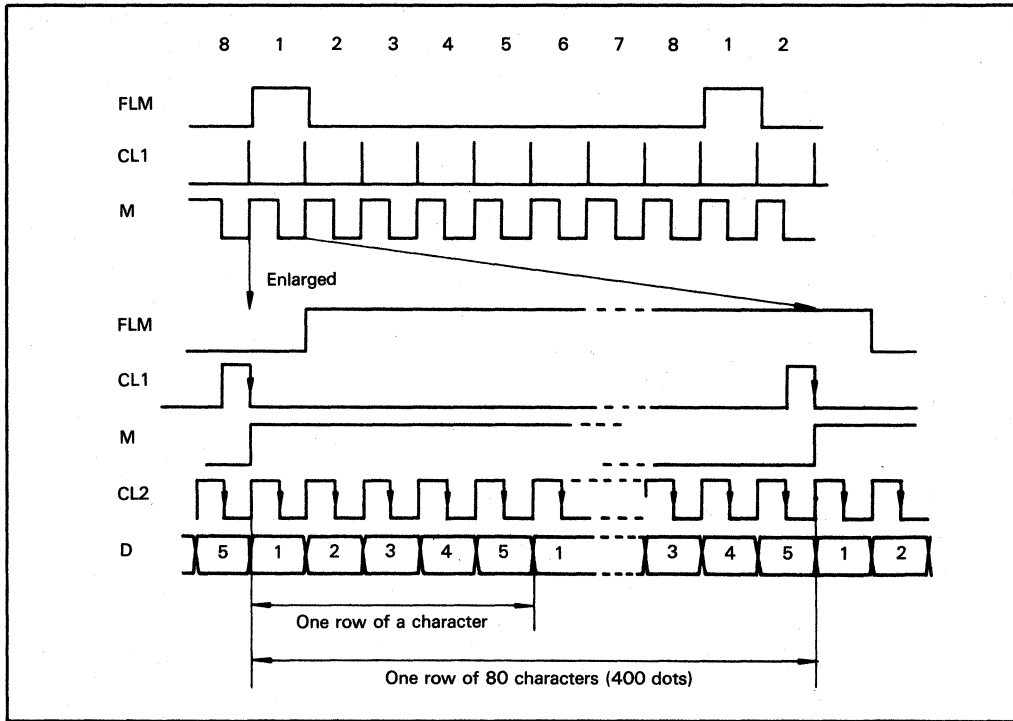 8 1 2 3 4 5 6 7 8 1 2
FLM
CL1
M
Enlarged
FLM
CL1
M
CL2
D 5 1 2 3 4 5 1 3 4 5 1 2
One row of a character
One row of 80 characters (400 dots)